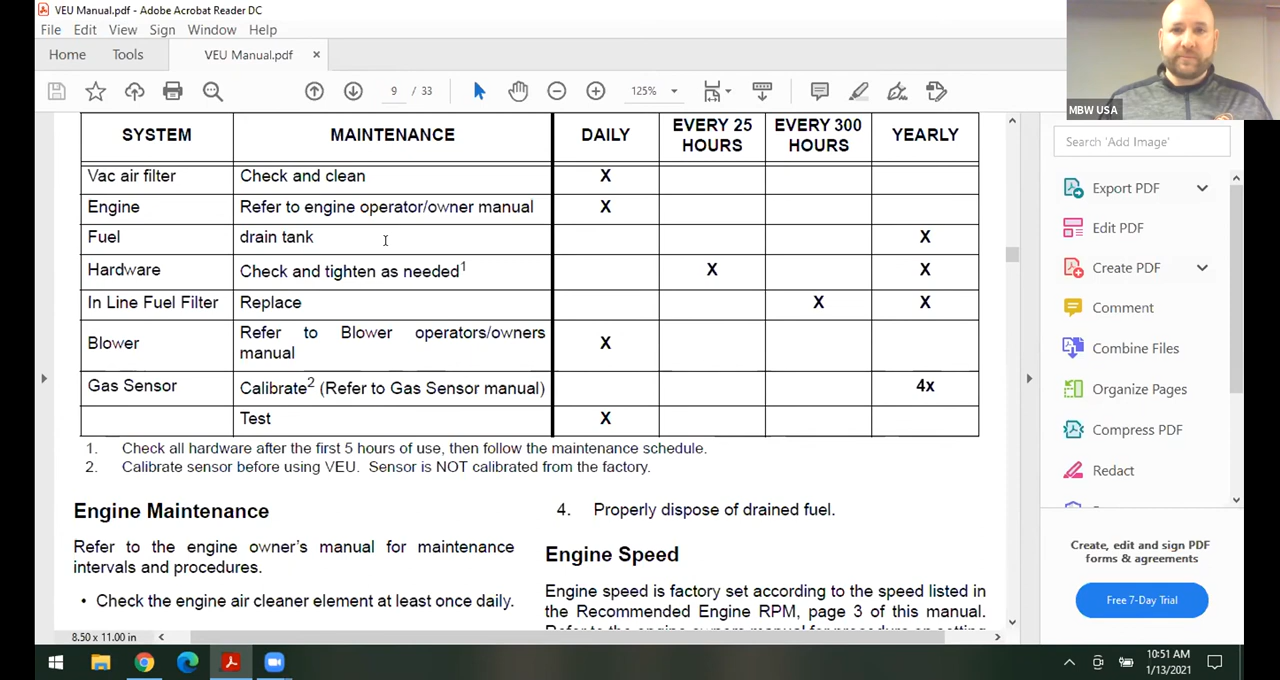 VEU Manual.pdf - Adobe Acrobat Reader DC
File Edit View Sign Window Help
Home Tools VEU Manual.pdf ×
9 / 33 125%
MBW USA
SYSTEM MAINTENANCE DAILY EVERY 25 HOURS EVERY 300 HOURS YEARLY
Vac air filter Check and clean X
Engine Refer to engine operator/owner manual X
Fuel drain tank X
Hardware Check and tighten as needed1 X X
In Line Fuel Filter Replace X X
Blower Refer to Blower operators/owners manual X
Gas Sensor Calibrate2 (Refer to Gas Sensor manual) 4x
Test X
1. Check all hardware after the first 5 hours of use, then follow the maintenance schedule.
2. Calibrate sensor before using VEU. Sensor is NOT calibrated from the factory.
Engine Maintenance
Refer to the engine owner's manual for maintenance
intervals and procedures.
• Check the engine air cleaner element at least once daily.
4. Properly dispose of drained fuel.
Engine Speed
Engine speed is factory set according to the speed listed in
the Recommended Engine RPM, page 3 of this manual.
Refer to the engine owners manual for procedure on setting
8.50 x 11.00 in
Search 'Add Image'
Export PDF
Edit PDF
Create PDF
Comment
Combine Files
Organize Pages
Compress PDF
Redact
Create, edit and sign PDF
forms & agreements
Free 7-Day Trial
10:51 AM
1/13/2021